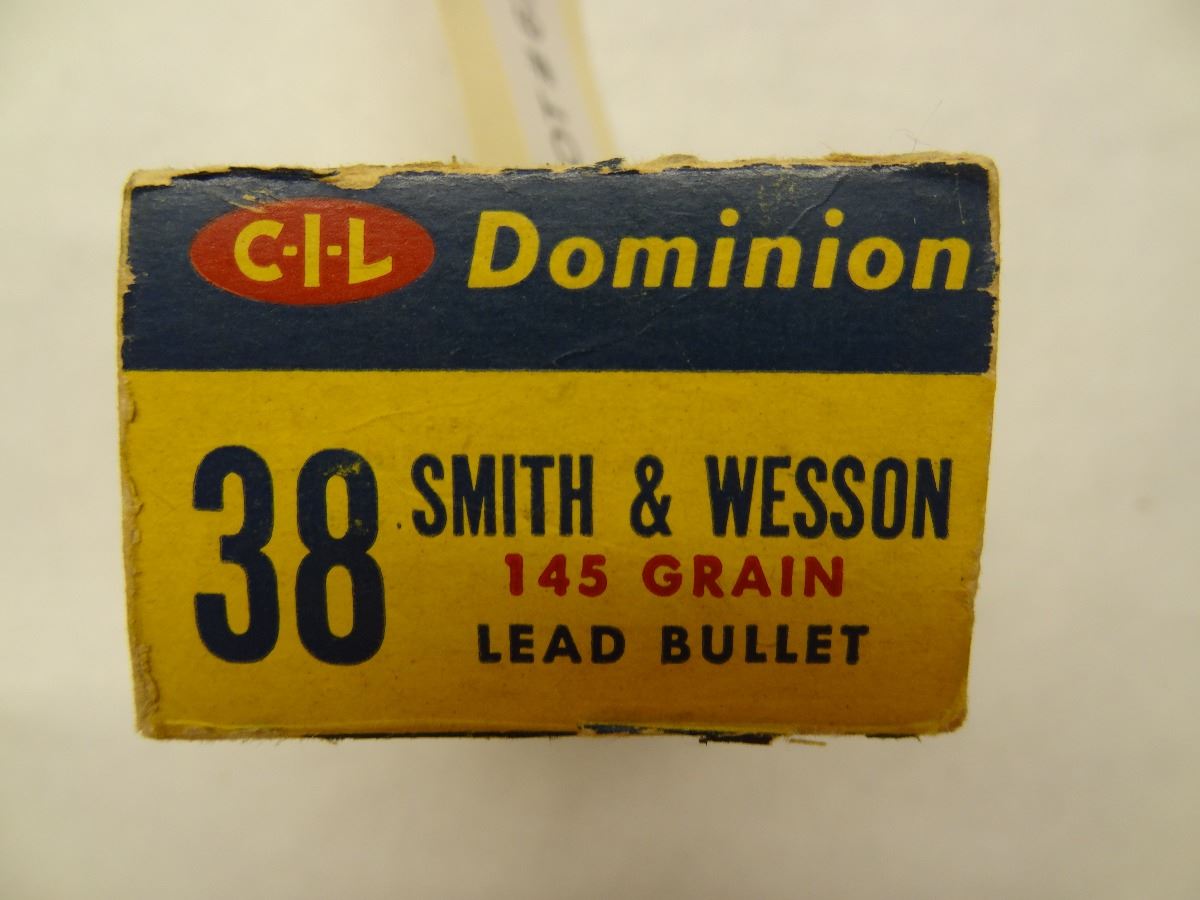 C-I-L Dominion
38 SMITH & WESSON
145 GRAIN
LEAD BULLET